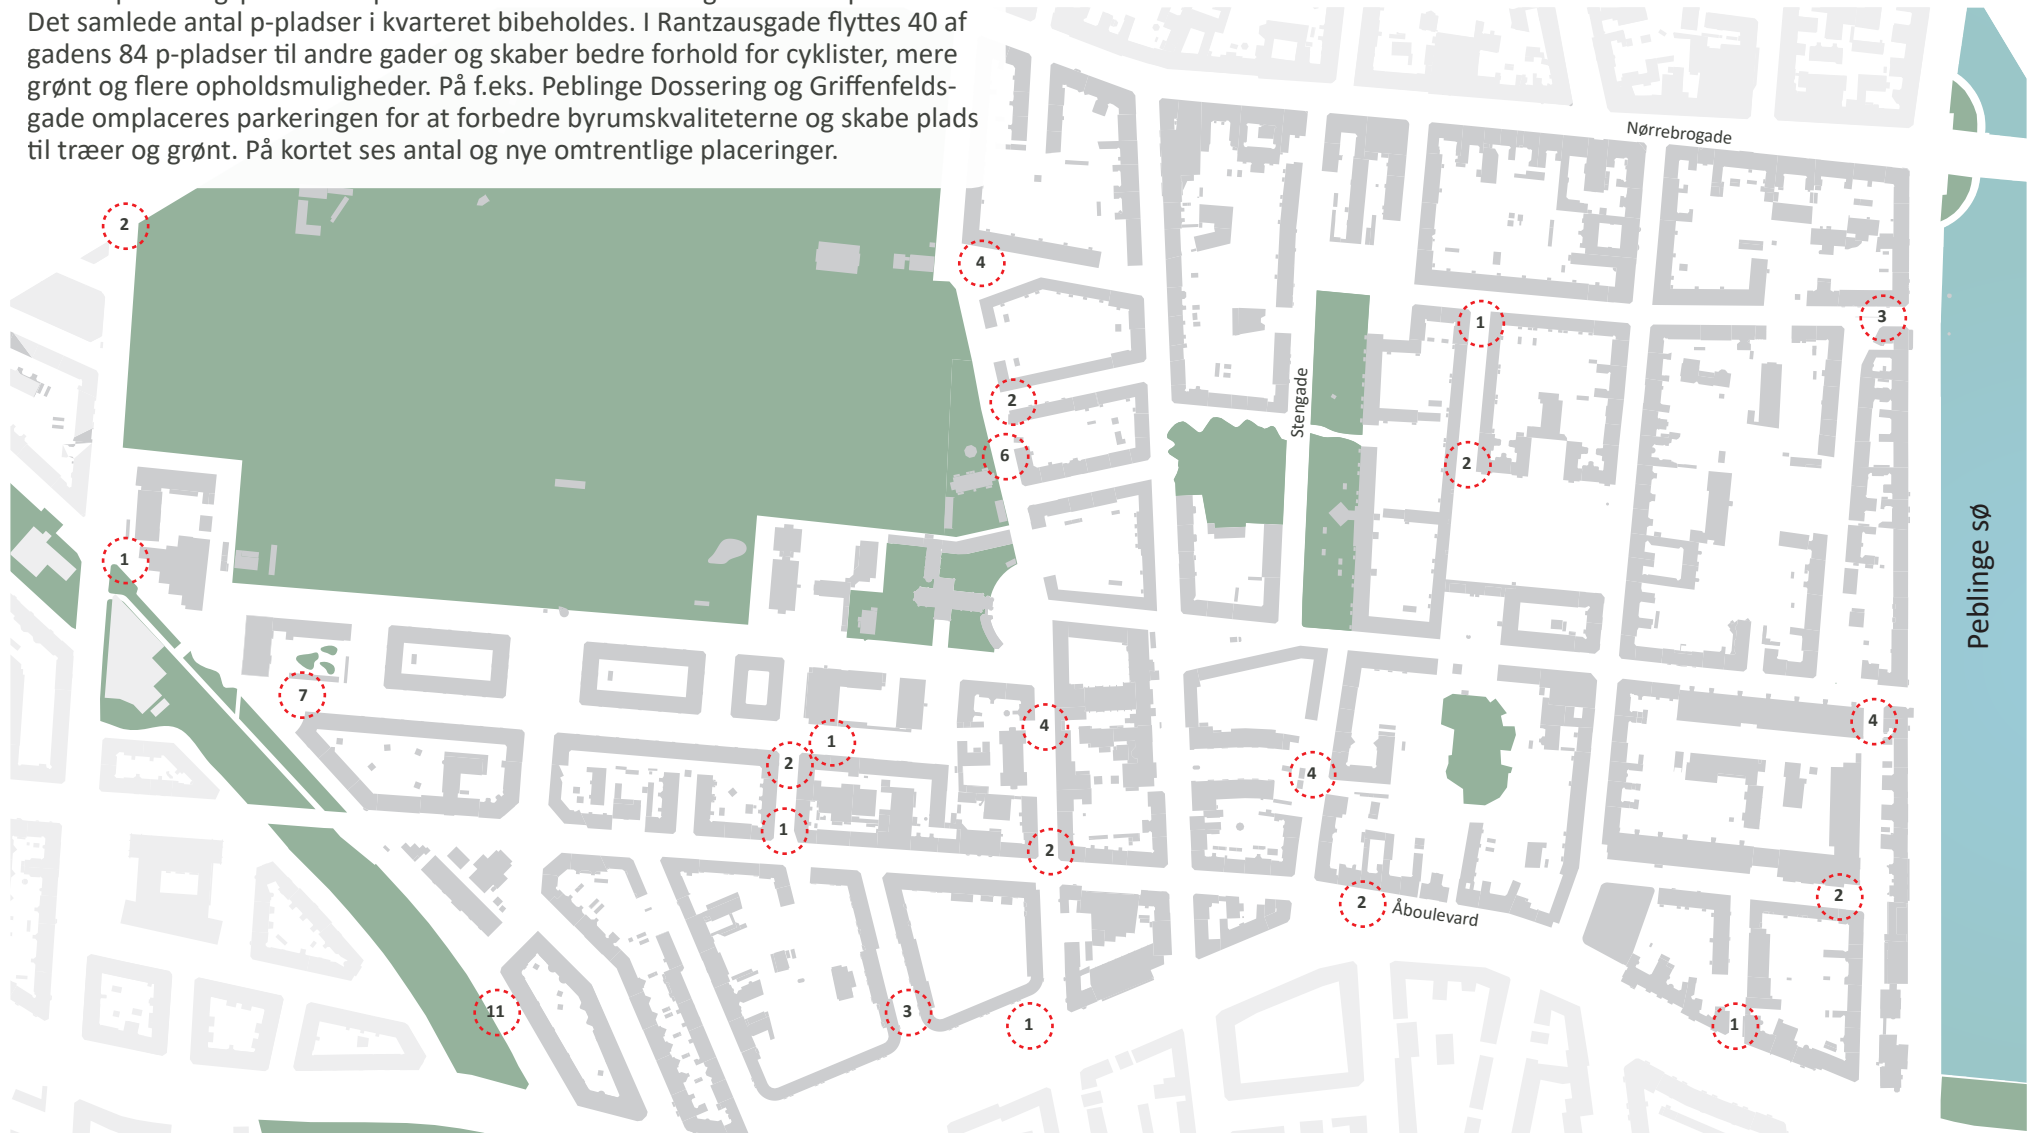 Det samlede antal p-pladser i kvarteret bibeholdes. I Rantzausgade flyttes 40 af
gadens 84 p-pladser til andre gader og skaber bedre forhold for cyklister, mere
grønt og flere opholdsmuligheder. På f.eks. Peblinge Dossering og Griffenfelds-
gade omplaceres parkeringen for at forbedre byrumskvaliteterne og skabe plads
til træer og grønt. På kortet ses antal og nye omtrentlige placeringer.
Nørrebrogade
2
4
1
3
2
Stengade
6
2
Peblinge sø
1
7
4
1
4
2
4
1
2
2
2
Åboulevard
11
3
1
1